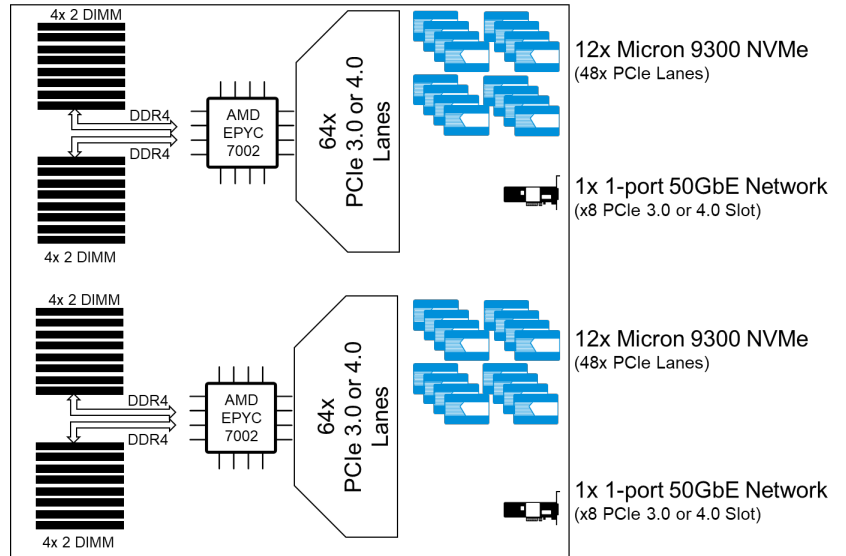 4x 2 DIMM
DDR4
DDR4
4x 2 DIMM
AMD
EPYC
7002
64x
PCIe 3.0 or 4.0
Lanes
12x Micron 9300 NVMe
(48x PCIe Lanes)
1x 1-port 50GbE Network
(x8 PCIe 3.0 or 4.0 Slot)
4x 2 DIMM
DDR4
DDR4
4x 2 DIMM
AMD
EPYC
7002
64x
PCIe 3.0 or 4.0
Lanes
12x Micron 9300 NVMe
(48x PCIe Lanes)
1x 1-port 50GbE Network
(x8 PCIe 3.0 or 4.0 Slot)